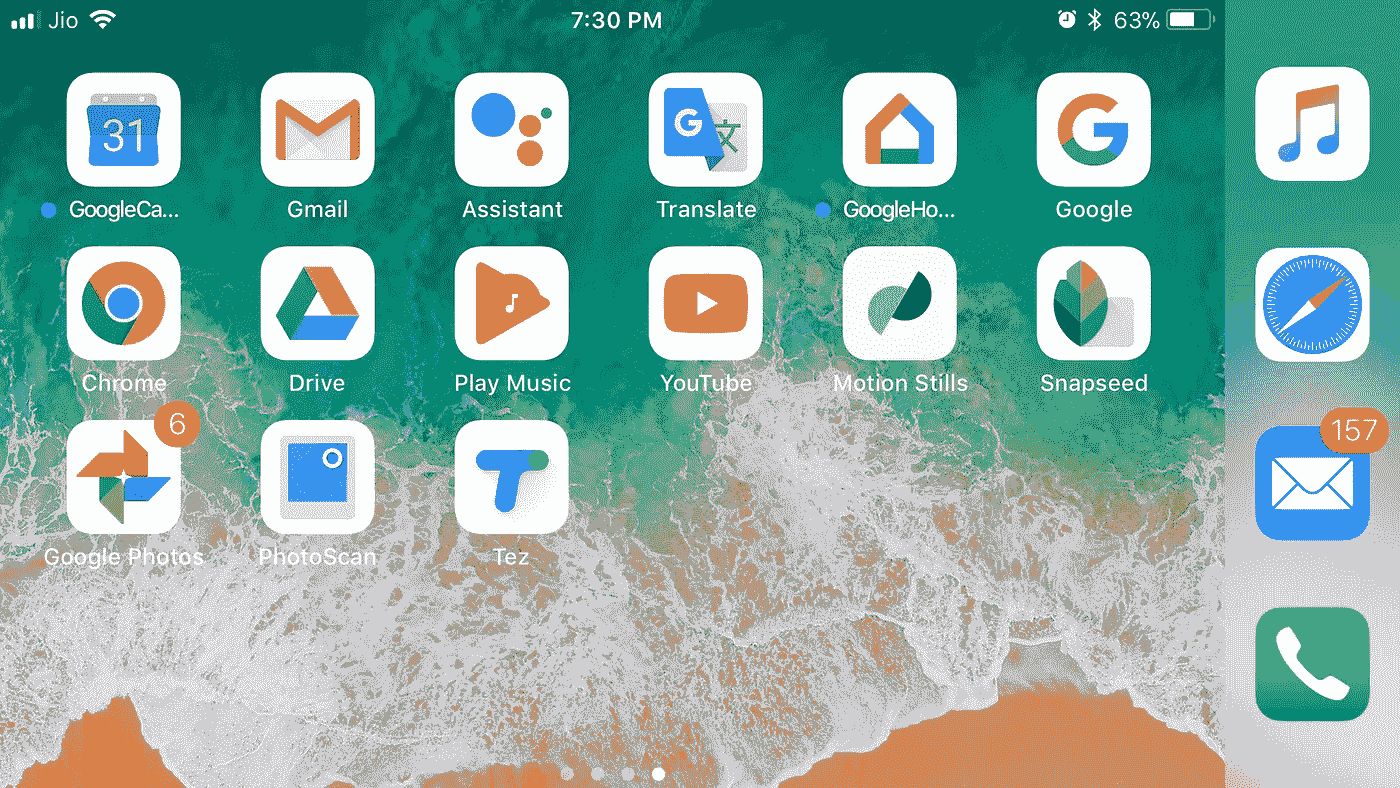 Jio
7:30 PM
63%
31
G
文
GoogleCa...
Gmail
Assistant
Translate
GoogleHo...
Google
Chrome
Drive
Play Music
YouTube
Motion Stills
Snapseed
6
157
Google Photos
PhotoScan
Tez